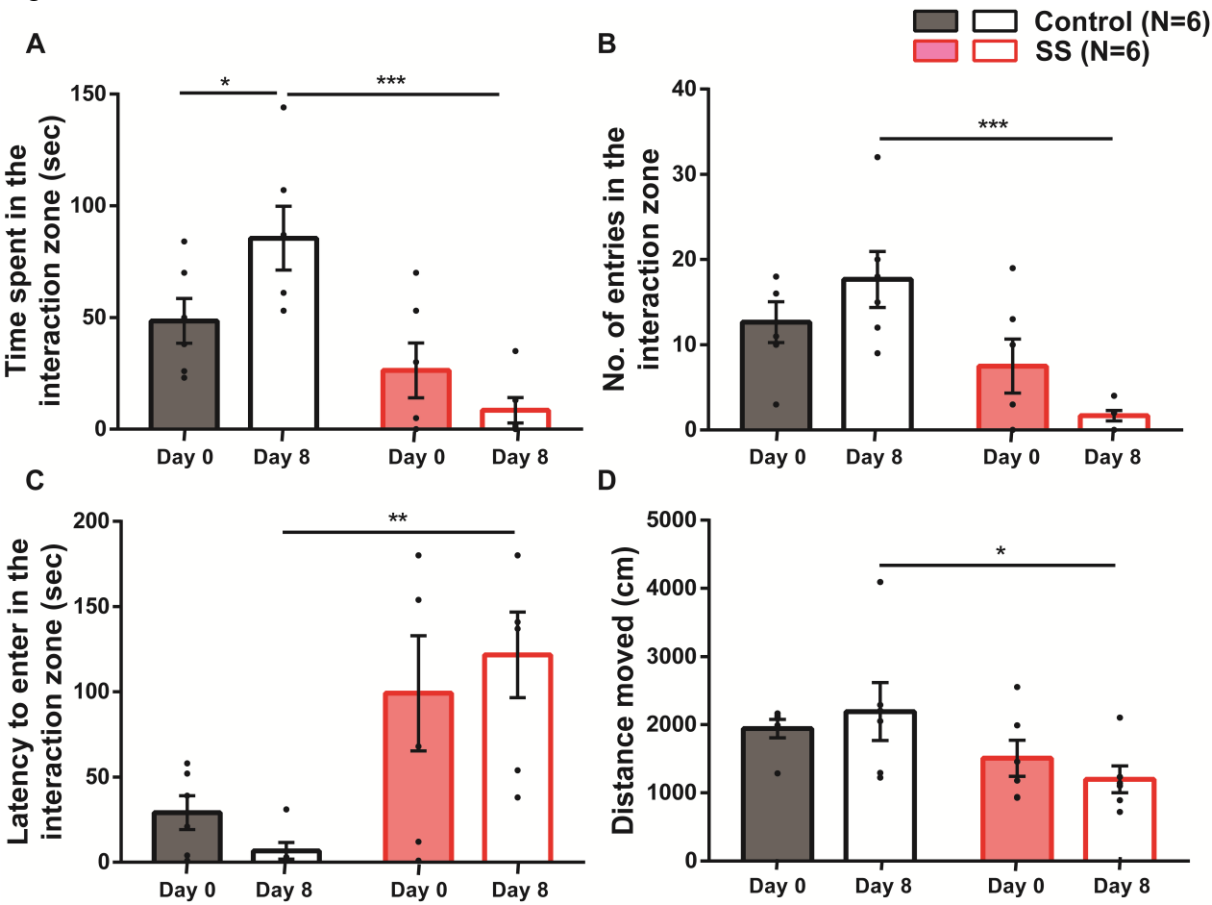 Control (N=6)
SS (N=6)
A
*
***
Time spent in the
interaction zone (sec)
150
100
50
0
Day 0 Day 8 Day 0 Day 8
B
***
No. of entries in the
interaction zone
40
30
20
10
0
Day 0 Day 8 Day 0 Day 8
C
**
Latency to enter in the
interaction zone (sec)
200
150
100
50
0
Day 0 Day 8 Day 0 Day 8
D
*
Distance moved (cm)
5000
4000
3000
2000
1000
0
Day 0 Day 8 Day 0 Day 8